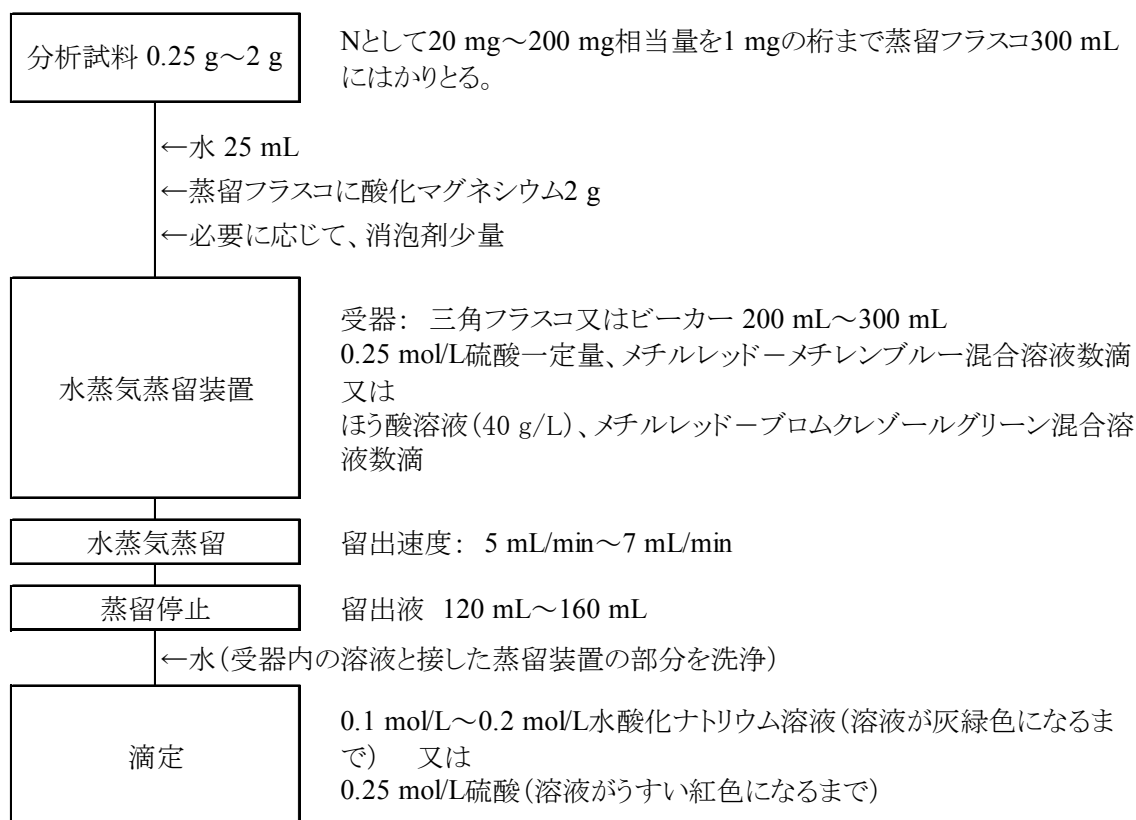 分析試料 0.25 g～2 g
Nとして20 mg～200 mg相当量を1 mgの桁まで蒸留フラスコ300 mL
にはかりとる。
←水 25 mL
←蒸留フラスコに酸化マグネシウム2 g
←必要に応じて、消泡剤少量
水蒸気蒸留装置
受器： 三角フラスコ又はビーカー 200 mL～300 mL
0.25 mol/L硫酸一定量、メチルレッド－メチレンブルー混合溶液数滴
又は
ほう酸溶液（40 g/L）、メチルレッド－ブロムクレゾールグリーン混合溶
液数滴
水蒸気蒸留
留出速度： 5 mL/min～7 mL/min
蒸留停止
留出液 120 mL～160 mL
←水（受器内の溶液と接した蒸留装置の部分を洗浄）
滴定
0.1 mol/L～0.2 mol/L水酸化ナトリウム溶液（溶液が灰緑色になるま
で） 又は
0.25 mol/L硫酸（溶液がうすい紅色になるまで）